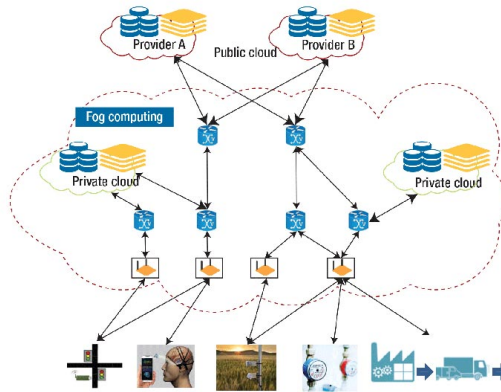 Provider A
Provider B
Public cloud
Fog computing
Private cloud
Private cloud